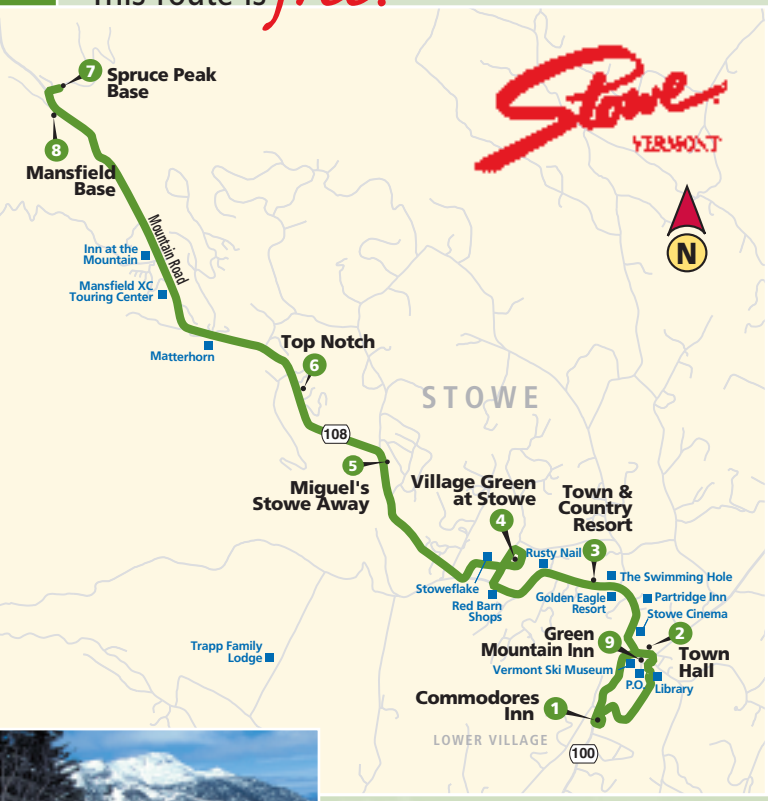 This route is free!
Stowe
VERMONT
N
7 Spruce Peak
Base
8
Mansfield
Base
Mountain Road
Inn at the
Mountain
Mansfield XC
Touring Center
Matterhorn
Top Notch
6
STOWE
108
5
Miguel's
Stowe Away
Village Green
at Stowe
4
Town &
Country
Resort
3
Rusty Nail
Stoweflake
Red Barn
Shops
The Swimming Hole
Golden Eagle
Resort
Partridge Inn
Stowe Cinema
Green
Mountain Inn
9
2
Town
Hall
Vermont Ski Museum
P.O.
Library
Trapp Family
Lodge
Commodores
Inn
1
LOWER VILLAGE
100